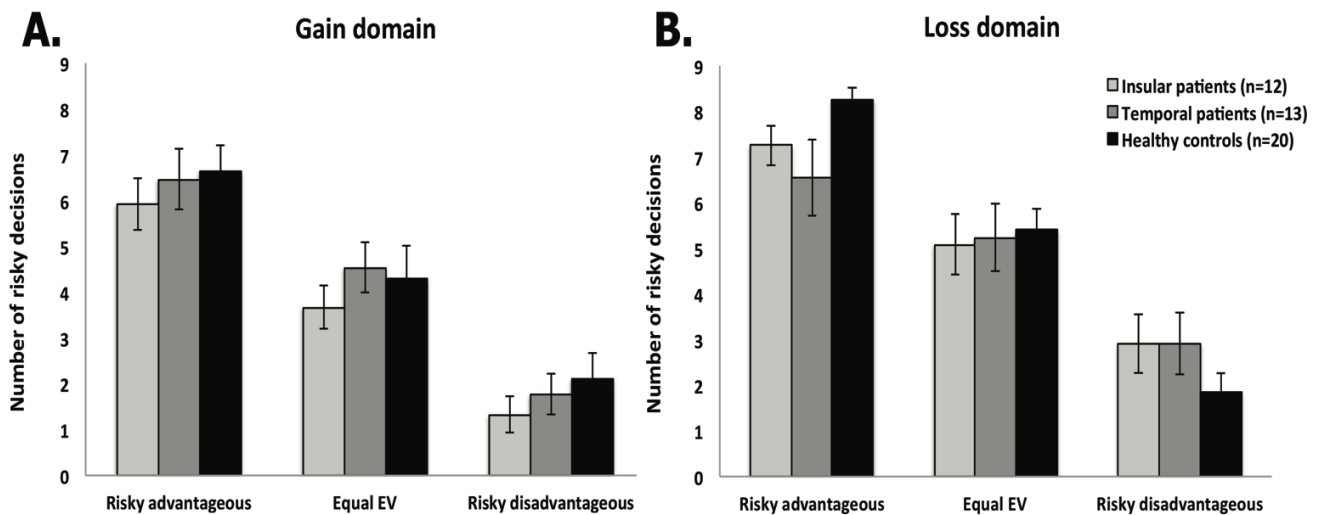 A.
Gain domain
Number of risky decisions
9
8
7
6
5
4
3
2
1
0
Risky advantageous
Equal EV
Risky disadvantageous
B.
Loss domain
Number of risky decisions
9
8
7
6
5
4
3
2
1
0
Insular patients (n=12)
Temporal patients (n=13)
Healthy controls (n=20)
Risky advantageous
Equal EV
Risky disadvantageous